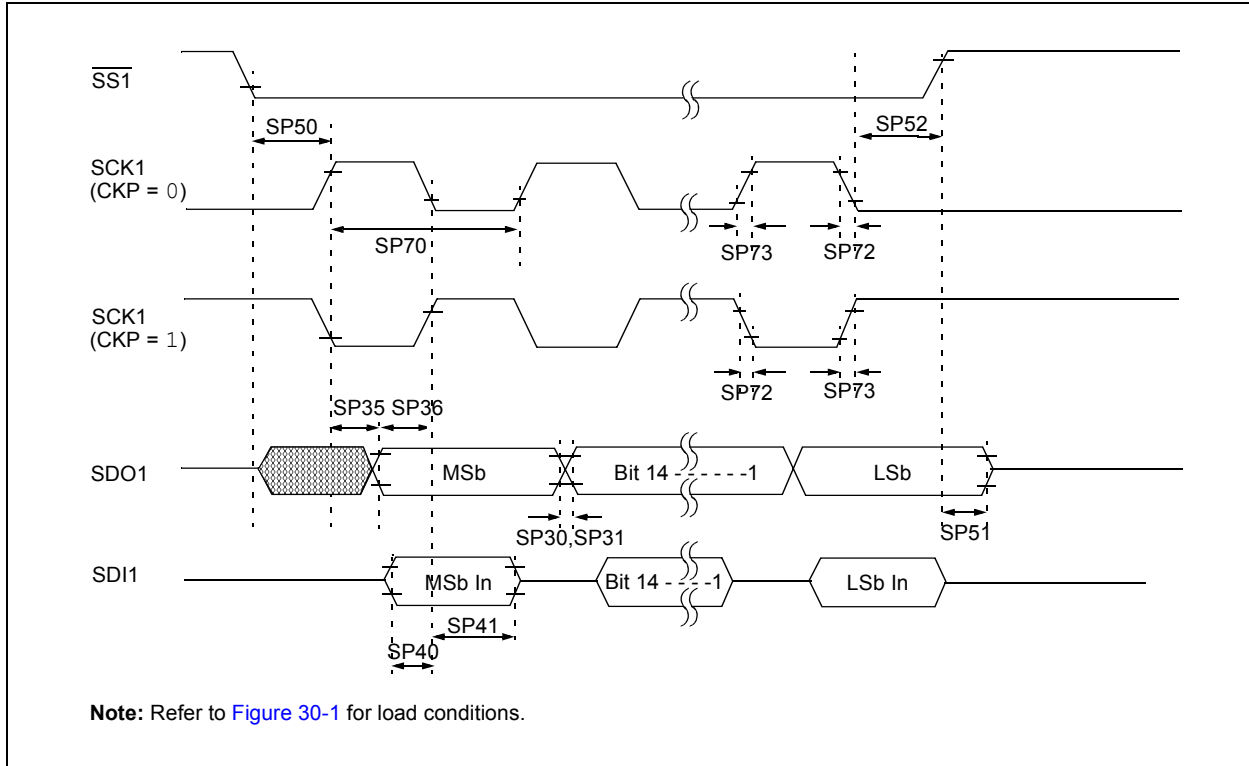 SS1
SP50
SP52
SCK1
(CKP = 0)
SP70
SP73
SP72
SCK1
(CKP = 1)
SP72
SP73
SP35 SP36
SDO1
MSb
Bit 14 - - - - - -1
LSb
SP30,SP31
SP51
SDI1
MSb In
Bit 14 - - - -1
LSb In
SP41
SP40
Note: Refer to Figure 30-1 for load conditions.